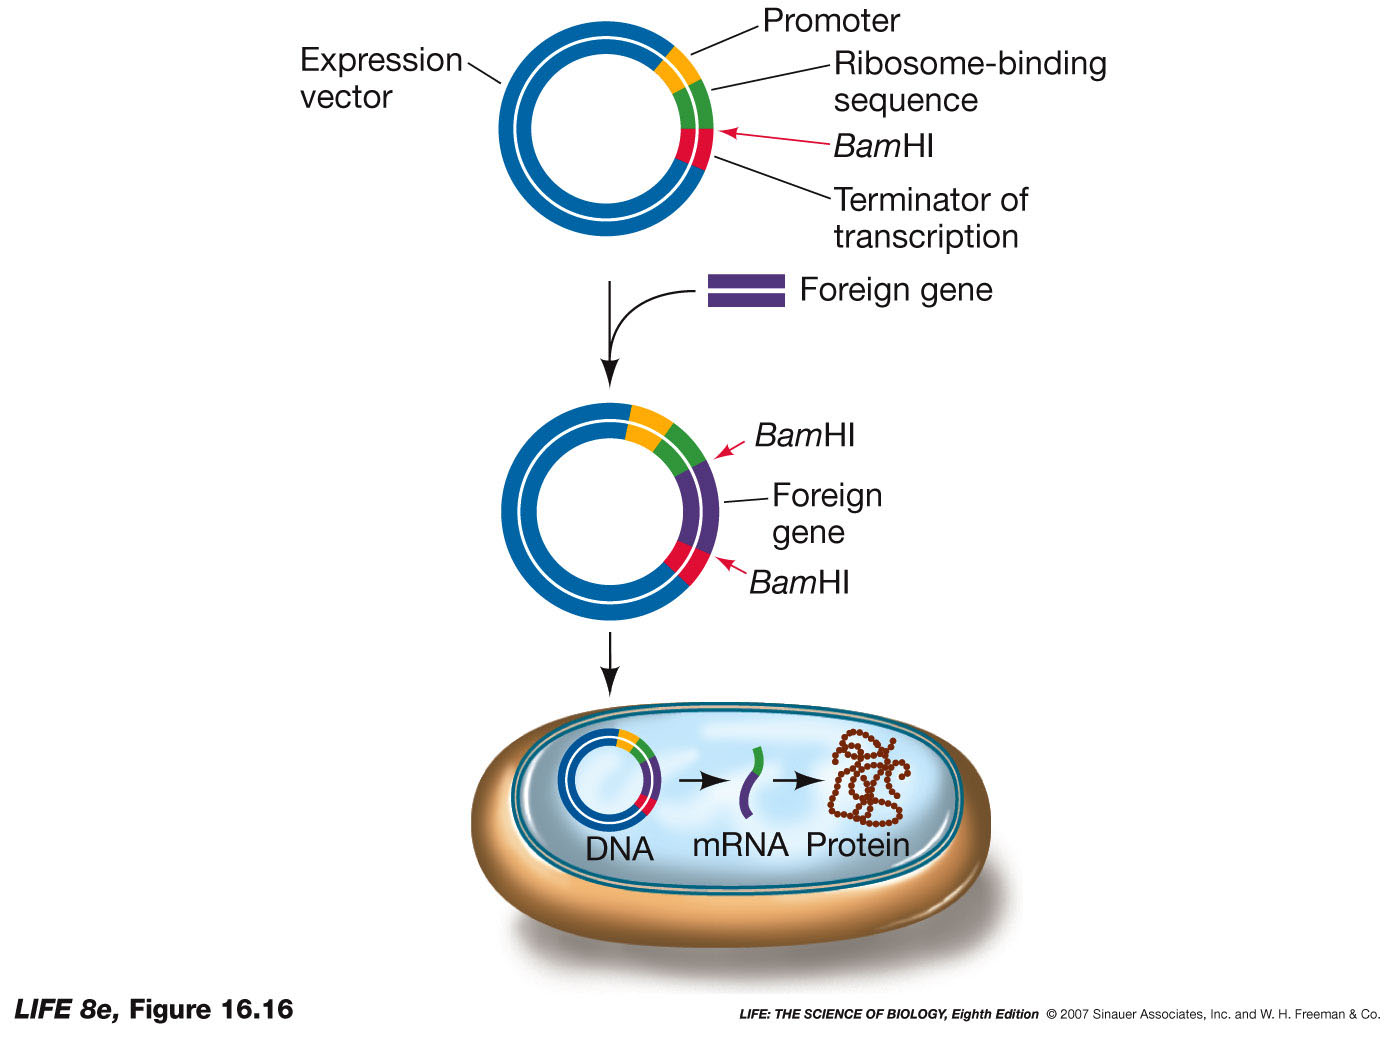 Promoter
Expression
vector
Ribosome-binding
sequence
BamHI
Terminator of
transcription
Foreign gene
BamHI
Foreign
gene
BamHI
DNA
mRNA
Protein
LIFE 8e, Figure 16.16
LIFE: THE SCIENCE OF BIOLOGY, Eighth Edition © 2007 Sinauer Associates, Inc. and W. H. Freeman & Co.